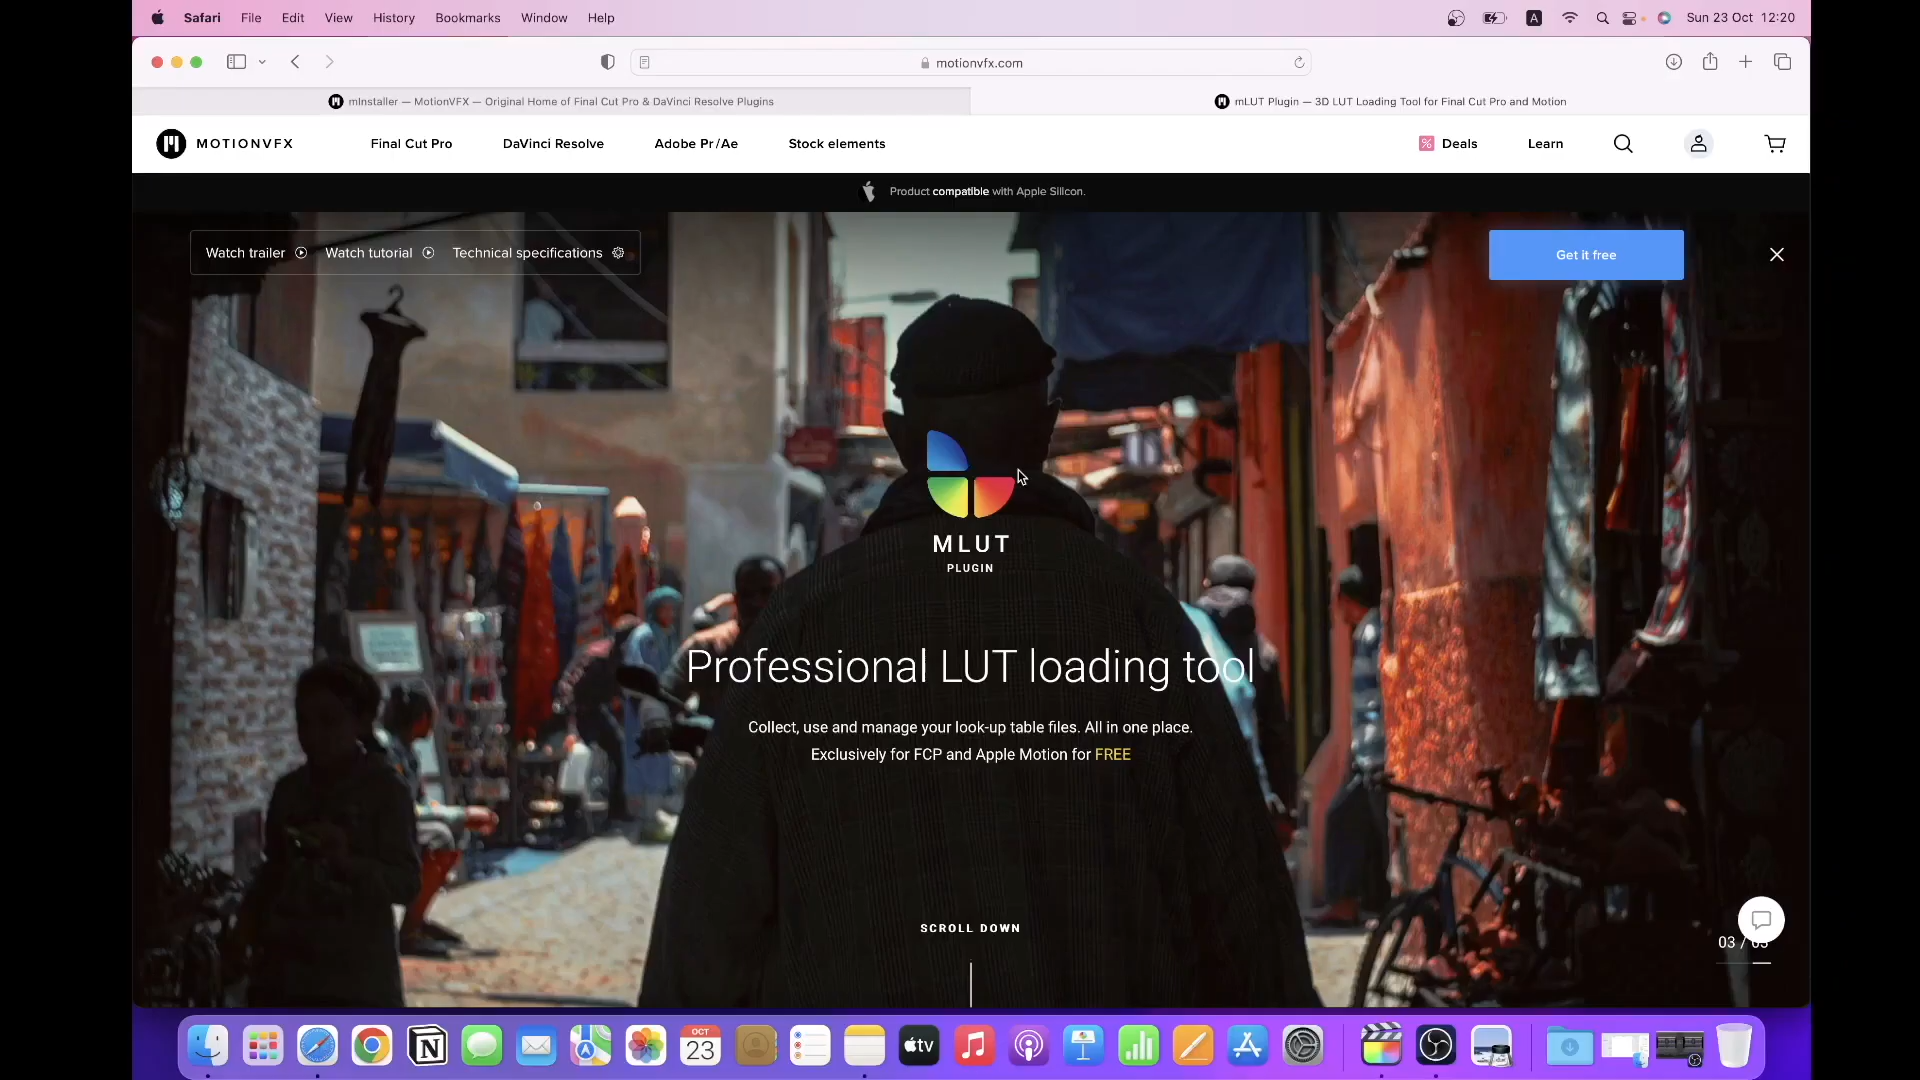 Safari File Edit View History Bookmarks Window Help
A
Sun 23 Oct 12:20
motionvfx.com
mInstaller — MotionVFX — Original Home of Final Cut Pro & DaVinci Resolve Plugins
mLUT Plugin — 3D LUT Loading Tool for Final Cut Pro and Motion
MOTIONVFX
Final Cut Pro
DaVinci Resolve
Adobe Pr/Ae
Stock elements
% Deals
Learn
Product compatible with Apple Silicon.
Watch trailer
Watch tutorial
Technical specifications
Get it free
MLUT
PLUGIN
Professional LUT loading tool
Collect, use and manage your look-up table files. All in one place.
Exclusively for FCP and Apple Motion for FREE
SCROLL DOWN
03 /
OCT
23
tv